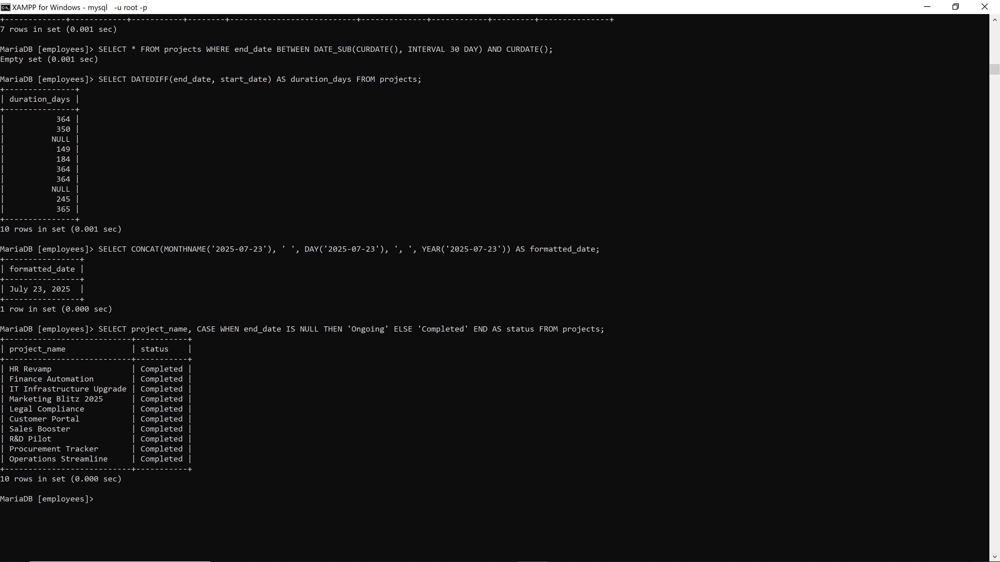 XAMPP for Windows - mysql   -u root -p
+-------------+------------+-----------+--------+---------------------------+--------------+------------+---------+---------------+
7 rows in set (0.001 sec)
MariaDB [employees]> SELECT * FROM projects WHERE end_date BETWEEN DATE_SUB(CURDATE(), INTERVAL 30 DAY) AND CURDATE();
Empty set (0.001 sec)
MariaDB [employees]> SELECT DATEDIFF(end_date, start_date) AS duration_days FROM projects;
+---------------+
| duration_days |
+---------------+
|           364 |
|           350 |
|          NULL |
|           149 |
|           184 |
|           364 |
|           364 |
|          NULL |
|           245 |
|           365 |
+---------------+
10 rows in set (0.001 sec)
MariaDB [employees]> SELECT CONCAT(MONTHNAME('2025-07-23'), ' ', DAY('2025-07-23'), ', ', YEAR('2025-07-23')) AS formatted_date;
+----------------+
| formatted_date |
+----------------+
| July 23, 2025  |
+----------------+
1 row in set (0.000 sec)
MariaDB [employees]> SELECT project_name, CASE WHEN end_date IS NULL THEN 'Ongoing' ELSE 'Completed' END AS status FROM projects;
+---------------------------+-----------+
| project_name              | status    |
+---------------------------+-----------+
| HR Revamp                 | Completed |
| Finance Automation        | Completed |
| IT Infrastructure Upgrade | Completed |
| Marketing Blitz 2025      | Completed |
| Legal Compliance          | Completed |
| Customer Portal           | Completed |
| Sales Booster             | Completed |
| R&D Pilot                 | Completed |
| Procurement Tracker       | Completed |
| Operations Streamline     | Completed |
+---------------------------+-----------+
10 rows in set (0.000 sec)
MariaDB [employees]>